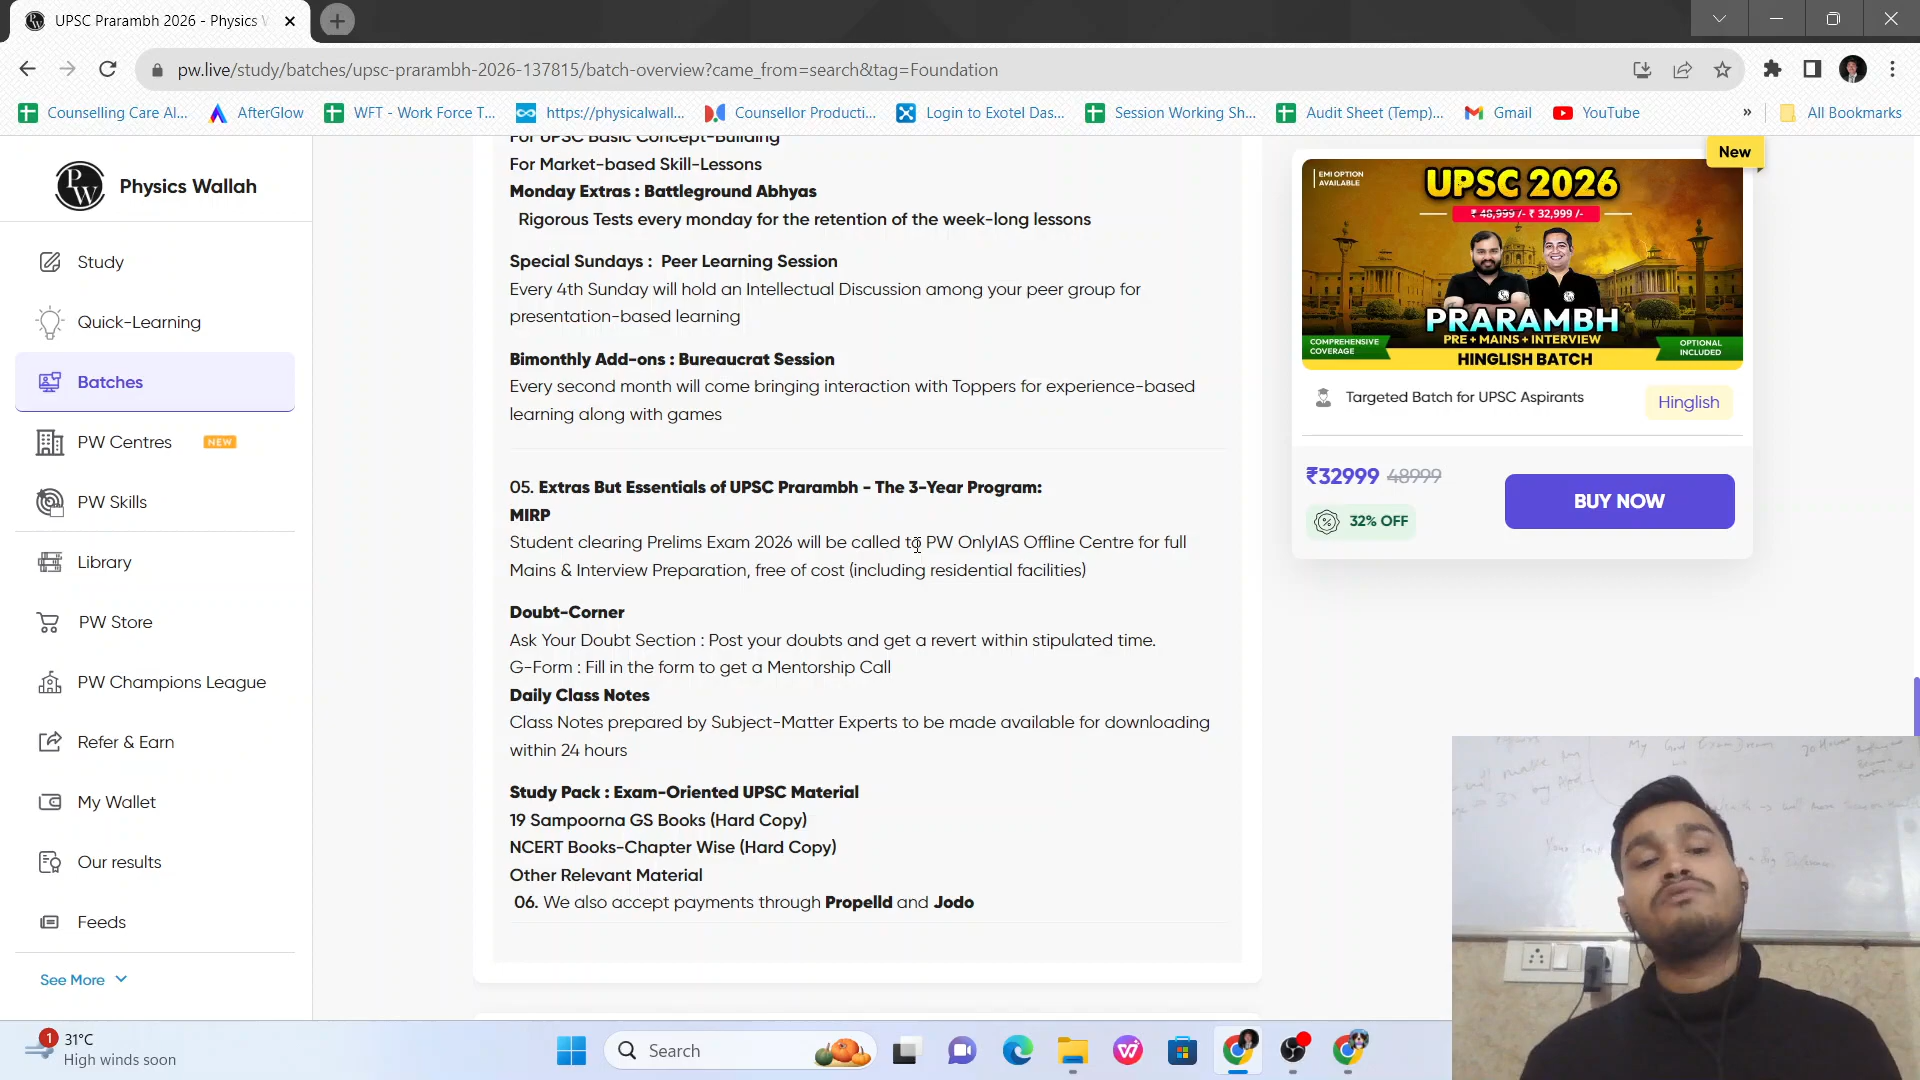 UPSC Prarambh 2026 - Physics W
pw.live/study/batches/upsc-prarambh-2026-137815/batch-overview?came_from=search&tag=Foundation
Counselling Care Al...
AfterGlow
WFT - Work Force T...
https://physicalwall...
Counsellor Producti...
Login to Exotel Das...
Session Working Sh...
Audit Sheet (Temp)...
Gmail
YouTube
»
All Bookmarks
PW
Physics Wallah
Study
Quick-Learning
Batches
PW Centres NEW
PW Skills
Library
PW Store
PW Champions League
Refer & Earn
My Wallet
Our results
Feeds
See More
For UPSC Basic Concept-Building
For Market-based Skill-Lessons
Monday Extras : Battleground Abhyas
Rigorous Tests every monday for the retention of the week-long lessons
Special Sundays : Peer Learning Session
Every 4th Sunday will hold an Intellectual Discussion among your peer group for
presentation-based learning
Bimonthly Add-ons : Bureaucrat Session
Every second month will come bringing interaction with Toppers for experience-based
learning along with games
05. Extras But Essentials of UPSC Prarambh - The 3-Year Program:
MIRP
Student clearing Prelims Exam 2026 will be called to PW OnlyIAS Offline Centre for full
Mains & Interview Preparation, free of cost (including residential facilities)
Doubt-Corner
Ask Your Doubt Section : Post your doubts and get a revert within stipulated time.
G-Form : Fill in the form to get a Mentorship Call
Daily Class Notes
Class Notes prepared by Subject-Matter Experts to be made available for downloading
within 24 hours
Study Pack : Exam-Oriented UPSC Material
19 Sampoorna GS Books (Hard Copy)
NCERT Books-Chapter Wise (Hard Copy)
Other Relevant Material
06. We also accept payments through Propelld and Jodo
New
EMI OPTION
AVAILABLE
UPSC 2026
₹ 48,999 /- ₹ 32,999 /-
PRARAMBH
PRE + MAINS + INTERVIEW
HINGLISH BATCH
COMPREHENSIVE
COVERAGE
OPTIONAL
INCLUDED
Targeted Batch for UPSC Aspirants
Hinglish
₹32999 48999
32% OFF
BUY NOW
1
31°C
High winds soon
Search